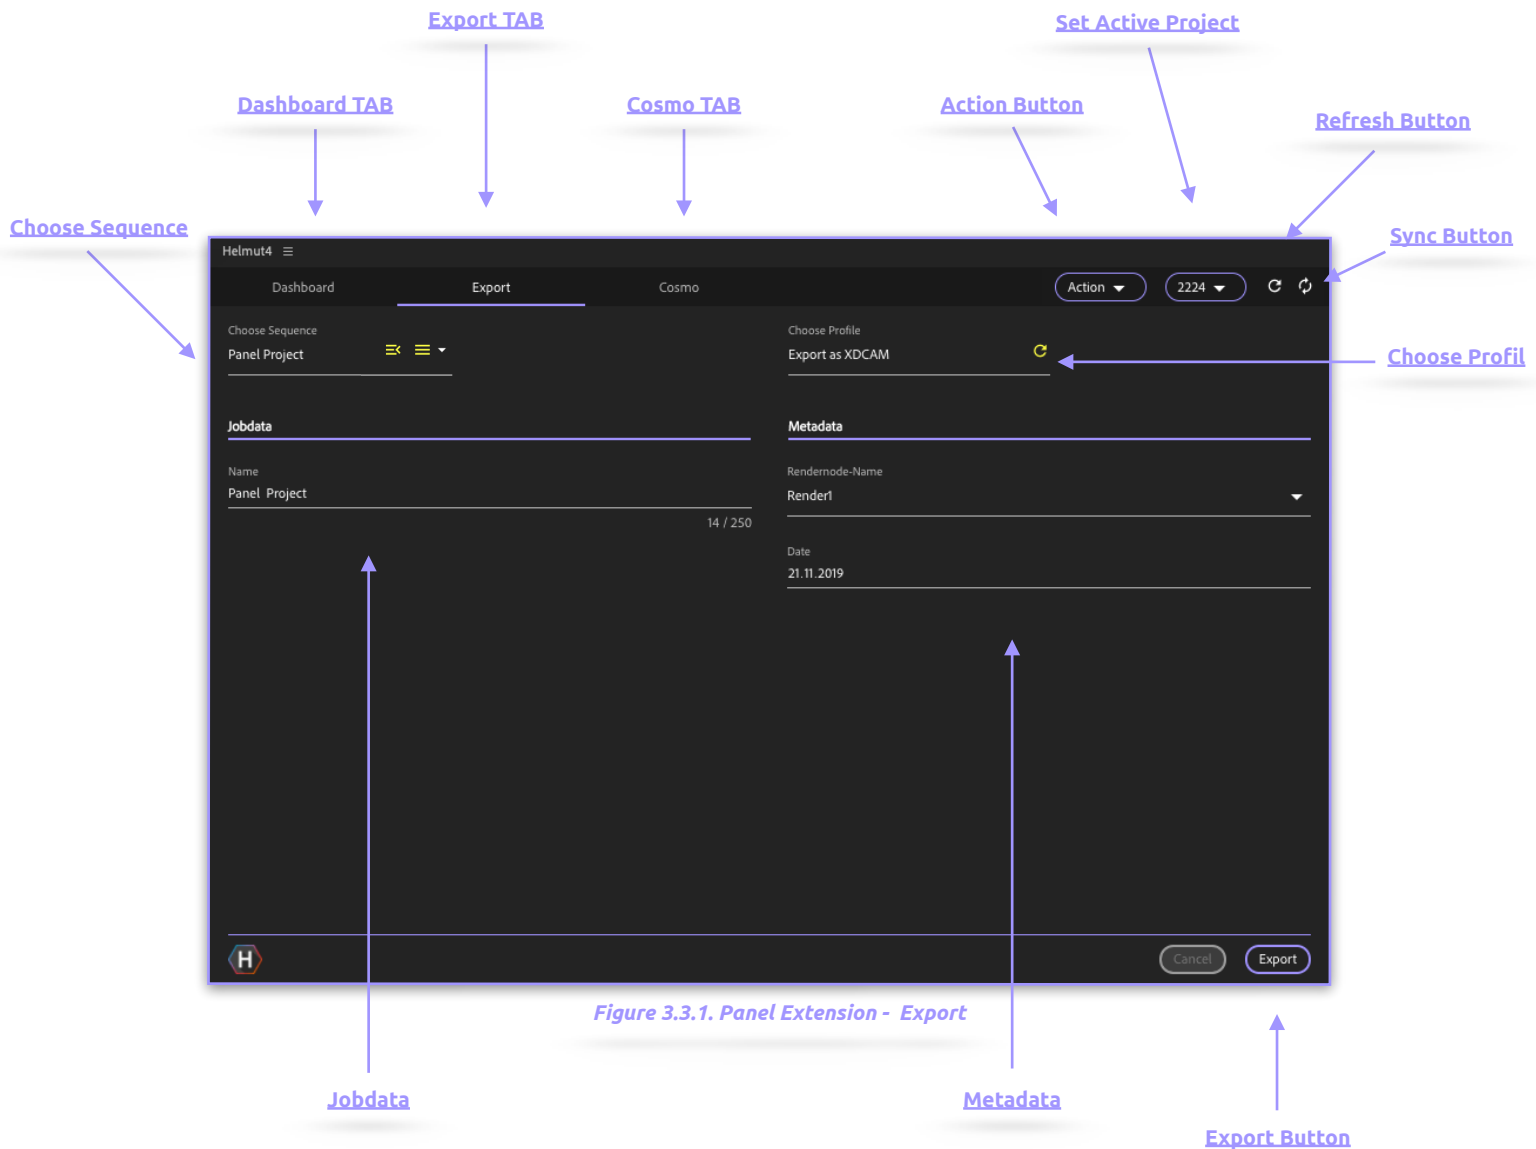 Export TAB
Set Active Project
Dashboard TAB
Cosmo TAB
Action Button
Refresh Button
Choose Sequence
Sync Button
Helmut4
Dashboard
Export
Cosmo
Action
2224
Choose Sequence
Panel Project
Choose Profile
Export as XDCAM
Choose Profil
Jobdata
Metadata
Name
Panel Project
14 / 250
Rendernode-Name
Render1
Date
21.11.2019
H
Cancel
Export
Figure 3.3.1. Panel Extension - Export
Jobdata
Metadata
Export Button